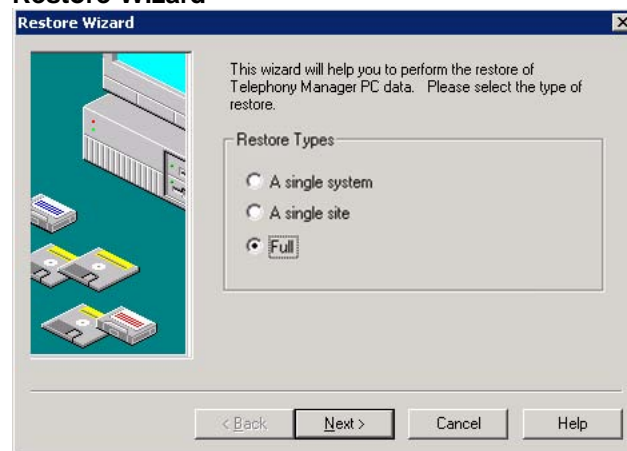 Restore Wizard
Restore Wizard
This wizard will help you to perform the restore of
Telephony Manager PC data. Please select the type of
restore.
Restore Types
A single system
A single site
Full
< Back
Next >
Cancel
Help